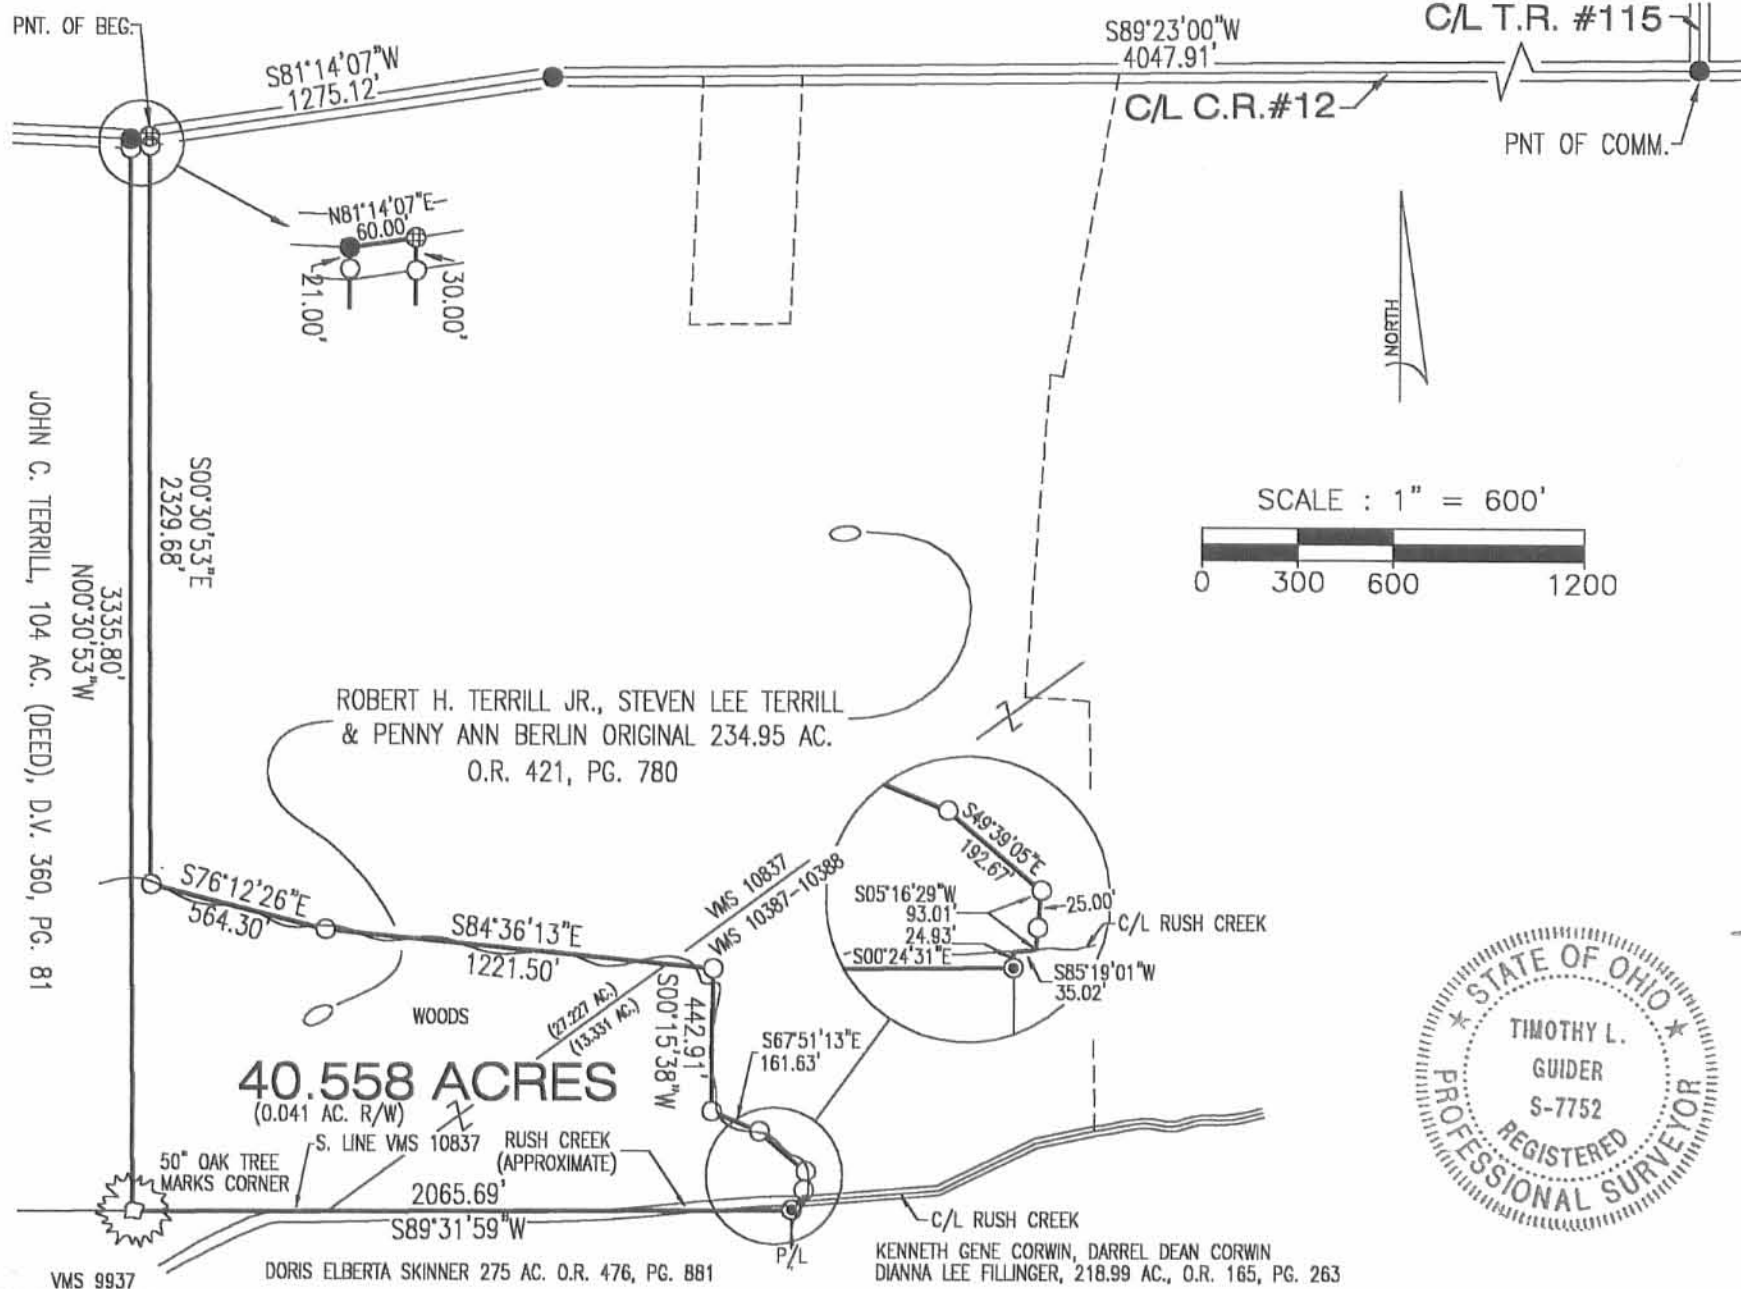 PNT. OF BEG.
S81°14'07"W
1275.12'
S89°23'00"W
4047.91'
C/L T.R. #115
C/L C.R.#12
PNT OF COMM.
N81°14'07"E
60.00'
21.00'
30.00'
NORTH
JOHN C. TERRILL, 104 AC. (DEED), D.V. 360, PG. 81
S00°30'53"E
2329.68'
3335.80'
N00°30'53"W
SCALE : 1" = 600'
0 300 600 1200
ROBERT H. TERRILL JR., STEVEN LEE TERRILL
& PENNY ANN BERLIN ORIGINAL 234.95 AC.
O.R. 421, PG. 780
S76°12'26"E
564.30'
S84°36'13"E
1221.50'
VMS 10837
VMS 10387-10388
S49°39'05"E
192.67'
S05°16'29"W
93.01'
24.93'
S00°24'31"E
25.00'
C/L RUSH CREEK
S85°19'01"W
35.02'
WOODS
(27.227 AC.)
(13.331 AC.)
442.91'
S00°15'38"W
S67°51'13"E
161.63'
40.558 ACRES
(0.041 AC. R/W)
S. LINE VMS 10837
RUSH CREEK
(APPROXIMATE)
50" OAK TREE
MARKS CORNER
2065.69'
S89°31'59"W
C/L RUSH CREEK
P/L
VMS 9937
DORIS ELBERTA SKINNER 275 AC. O.R. 476, PG. 881
KENNETH GENE CORWIN, DARREL DEAN CORWIN
DIANNA LEE FILLINGER, 218.99 AC., O.R. 165, PG. 263
STATE OF OHIO
TIMOTHY L.
GUIDER
S-7752
REGISTERED
PROFESSIONAL SURVEYOR